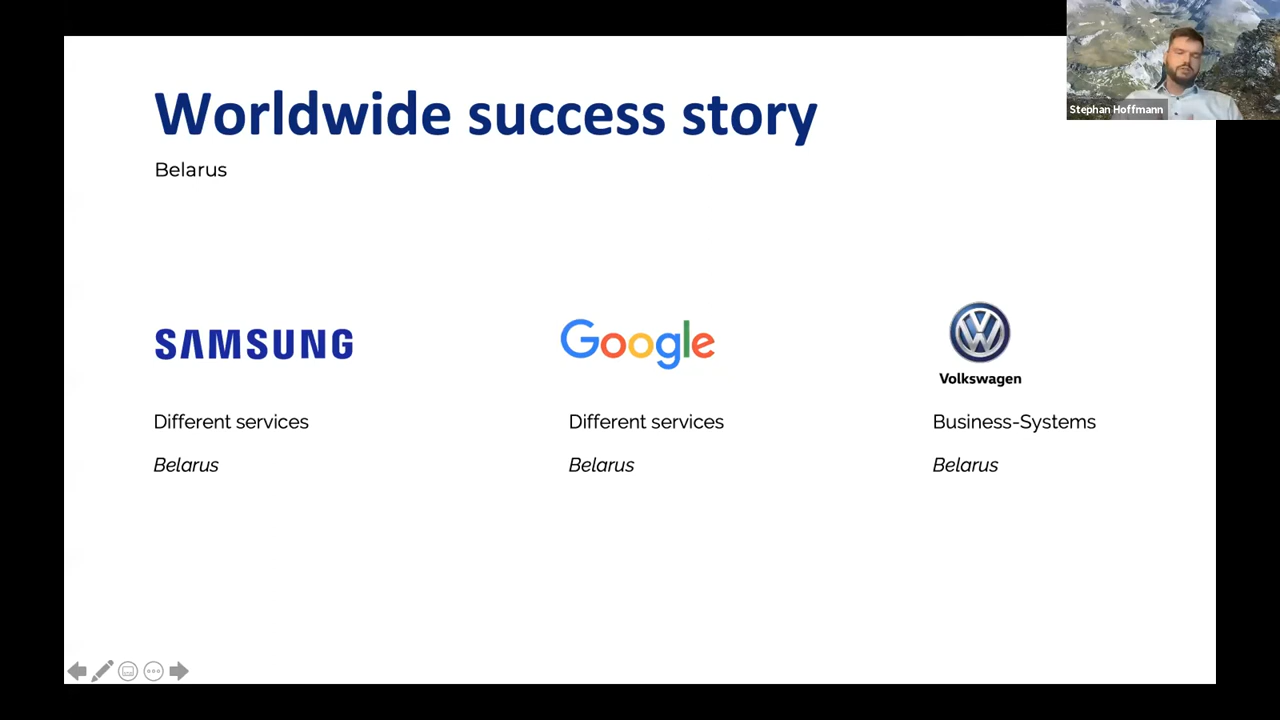 Worldwide success story
Belarus
Stephan Hoffmann
SAMSUNG
Google
Volkswagen
Different services
Different services
Business-Systems
Belarus
Belarus
Belarus